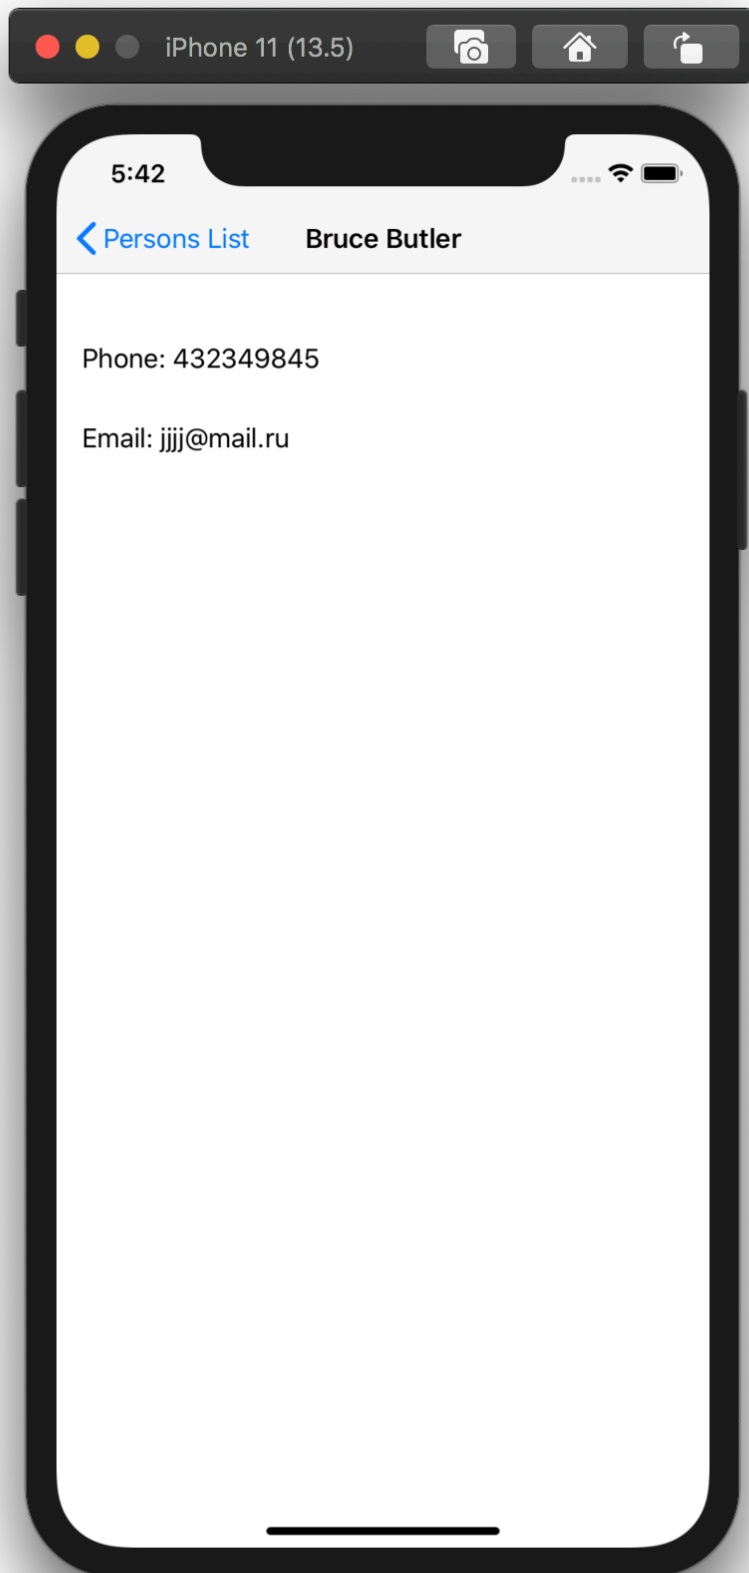 iPhone 11 (13.5)
5:42
Persons List
Bruce Butler
Phone: 432349845
Email: jjjj@mail.ru